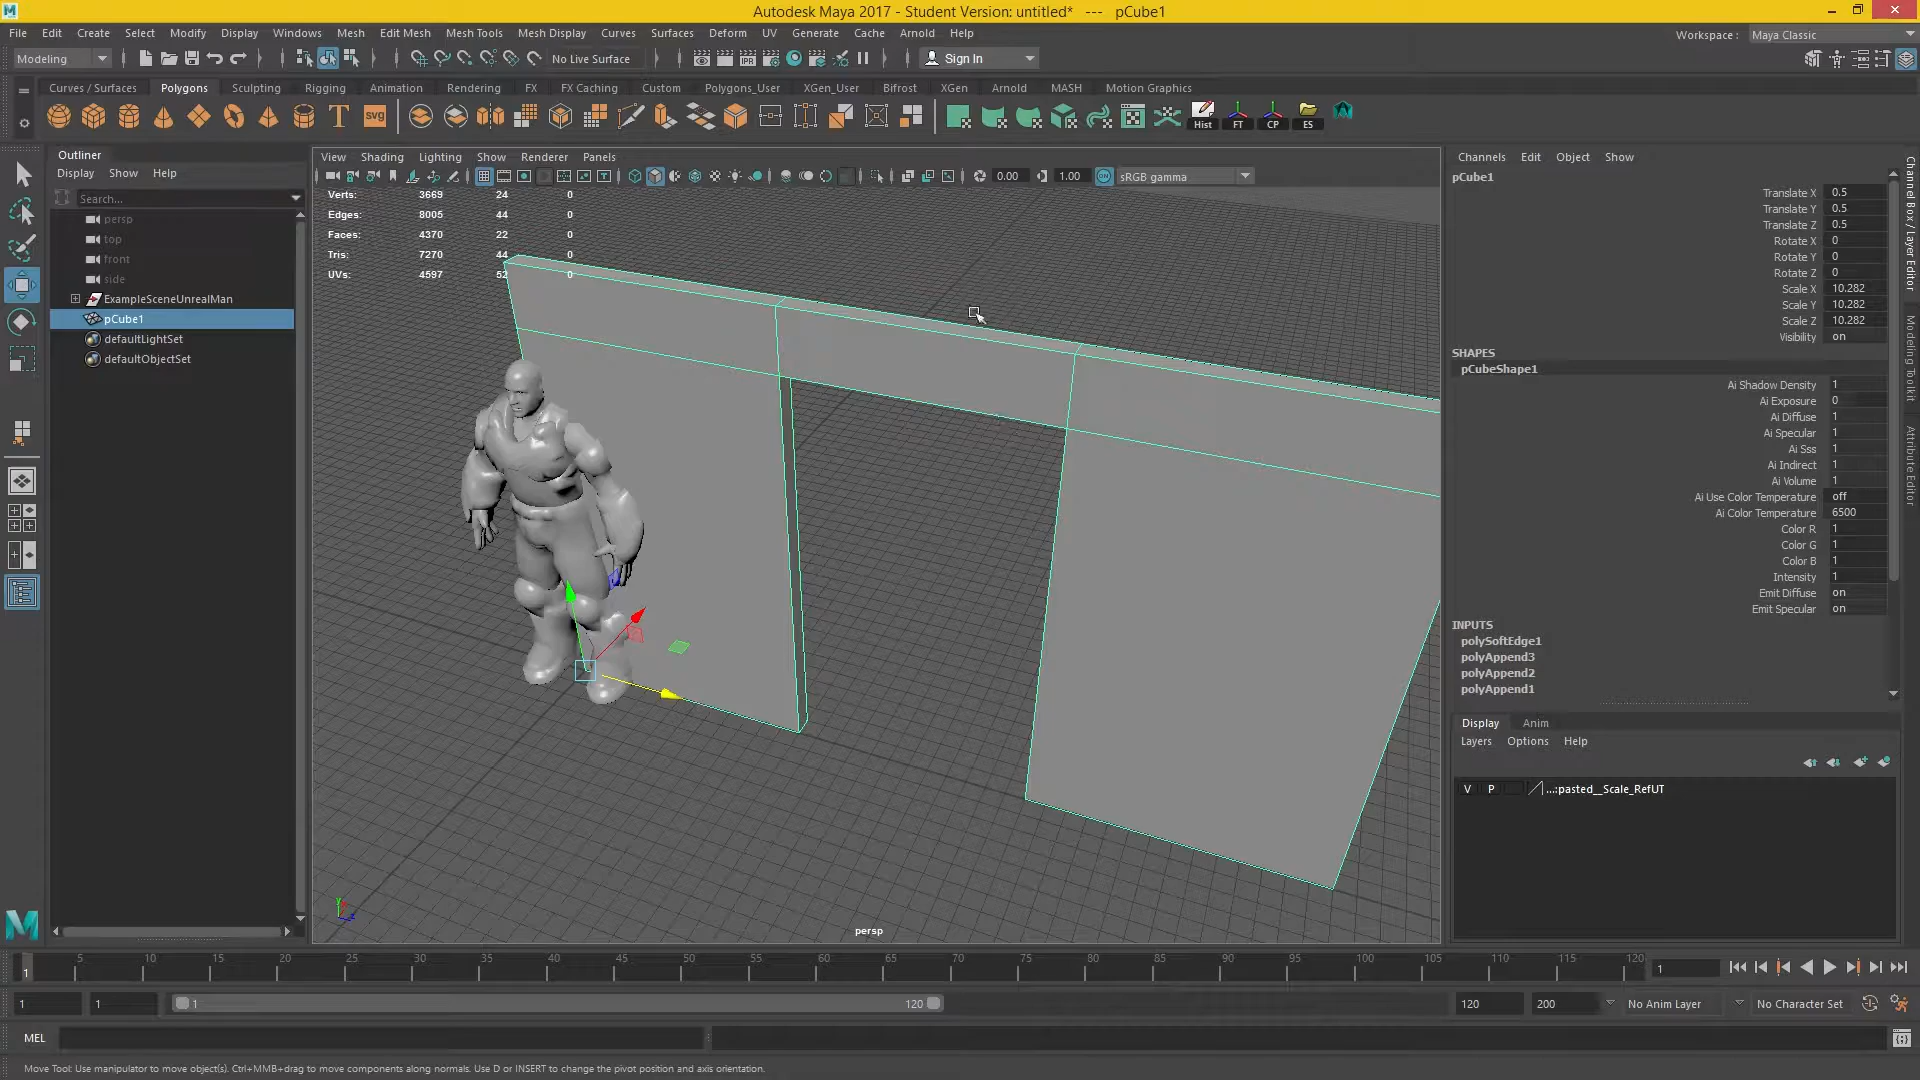 Autodesk Maya 2017 - Student Version: untitled*   ---   pCube1
File Edit Create Select Modify Display Windows Mesh Edit Mesh Mesh Tools Mesh Display Curves Surfaces Deform UV Generate Cache Arnold Help
Workspace : Maya Classic
Modeling No Live Surface Sign In
Curves / Surfaces Polygons Sculpting Rigging Animation Rendering FX FX Caching Custom Polygons_User XGen_User Bifrost XGen Arnold MASH Motion Graphics
T SVG Hist FT CP ES
Outliner
Display Show Help
Search...
persp
top
front
side
ExampleSceneUnrealMan
pCube1
defaultLightSet
defaultObjectSet
View Shading Lighting Show Renderer Panels
0.00 1.00 ON sRGB gamma
Verts: 3669 24 0
Edges: 8005 44 0
Faces: 4370 22 0
Tris: 7270 44 0
UVs: 4597 52 0
persp
Channels Edit Object Show
pCube1
Translate X 0.5
Translate Y 0.5
Translate Z 0.5
Rotate X 0
Rotate Y 0
Rotate Z 0
Scale X 10.282
Scale Y 10.282
Scale Z 10.282
Visibility on
SHAPES
pCubeShape1
Ai Shadow Density 1
Ai Exposure 0
Ai Diffuse 1
Ai Specular 1
Ai Sss 1
Ai Indirect 1
Ai Volume 1
Ai Use Color Temperature off
Ai Color Temperature 6500
Color R 1
Color G 1
Color B 1
Intensity 1
Emit Diffuse on
Emit Specular on
INPUTS
polySoftEdge1
polyAppend3
polyAppend2
polyAppend1
Channel Box / Layer Editor
Modeling Toolkit
Attribute Editor
Display Anim
Layers Options Help
V P ...:pasted__Scale_RefUT
5 10 15 20 25 30 35 40 45 50 55 60 65 70 75 80 85 90 95 100 105 110 115 120
1 1
1 1 1 120 120 200 No Anim Layer No Character Set
MEL
Move Tool: Use manipulator to move object(s). Ctrl+MMB+drag to move components along normals. Use D or INSERT to change the pivot position and axis orientation.